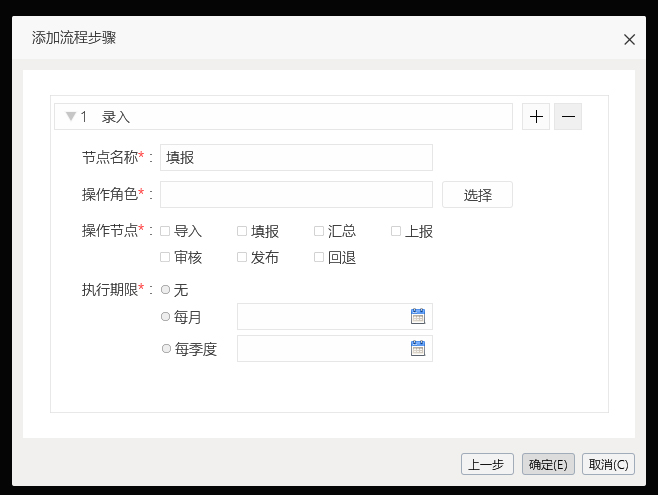 添加流程步骤
1 录入
节点名称*： 填报
操作角色*： 选择
操作节点*： 导入 填报 汇总 上报
审核 发布 回退
执行期限*： 无
每月
每季度
上一步 确定(E) 取消(C)